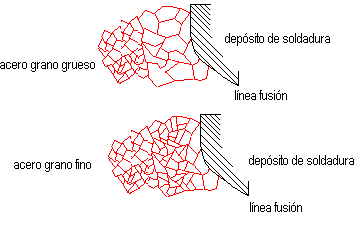 depósito de soldadura
acero grano grueso
línea fusión
acero grano fino
depósito de soldadura
línea fusión